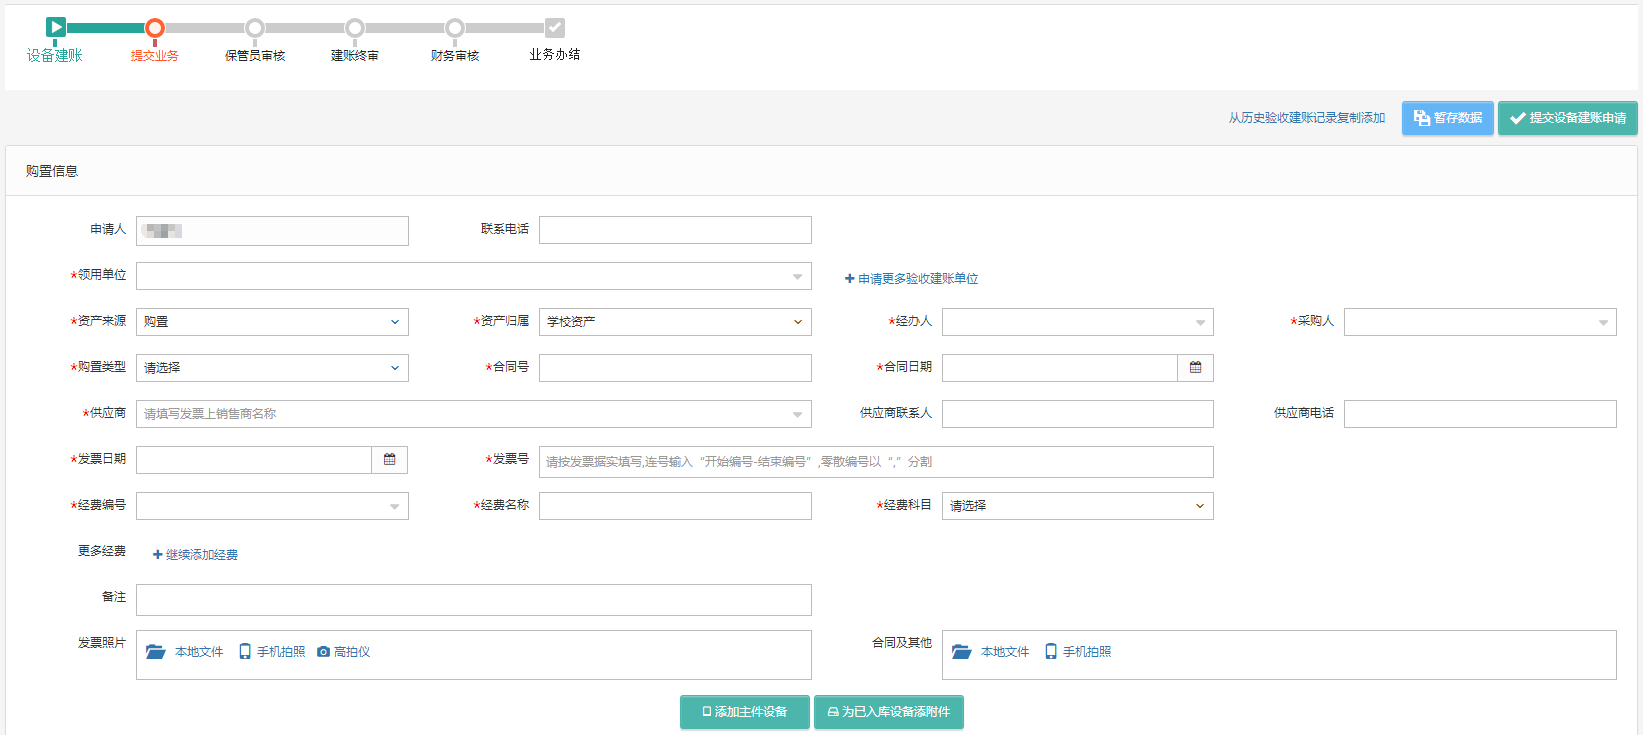 设备建账 提交业务 保管员审核 建账终审 财务审核 业务办结
从历史验收建账记录复制添加 暂存数据 提交设备建账申请
购置信息
申请人 联系电话
*领用单位 申请更多验收建账单位
*资产来源 购置 *资产归属 学校资产 *经办人 *采购人
*购置类型 请选择 *合同号 *合同日期
*供应商 请填写发票上销售商名称 供应商联系人 供应商电话
*发票日期 *发票号 请按发票据实填写,连号输入“开始编号-结束编号”,零散编号以“,”分割
*经费编号 *经费名称 *经费科目 请选择
更多经费 继续添加经费
备注
发票照片 本地文件 手机拍照 高拍仪 合同及其他 本地文件 手机拍照
添加主件设备 为已入库设备添附件